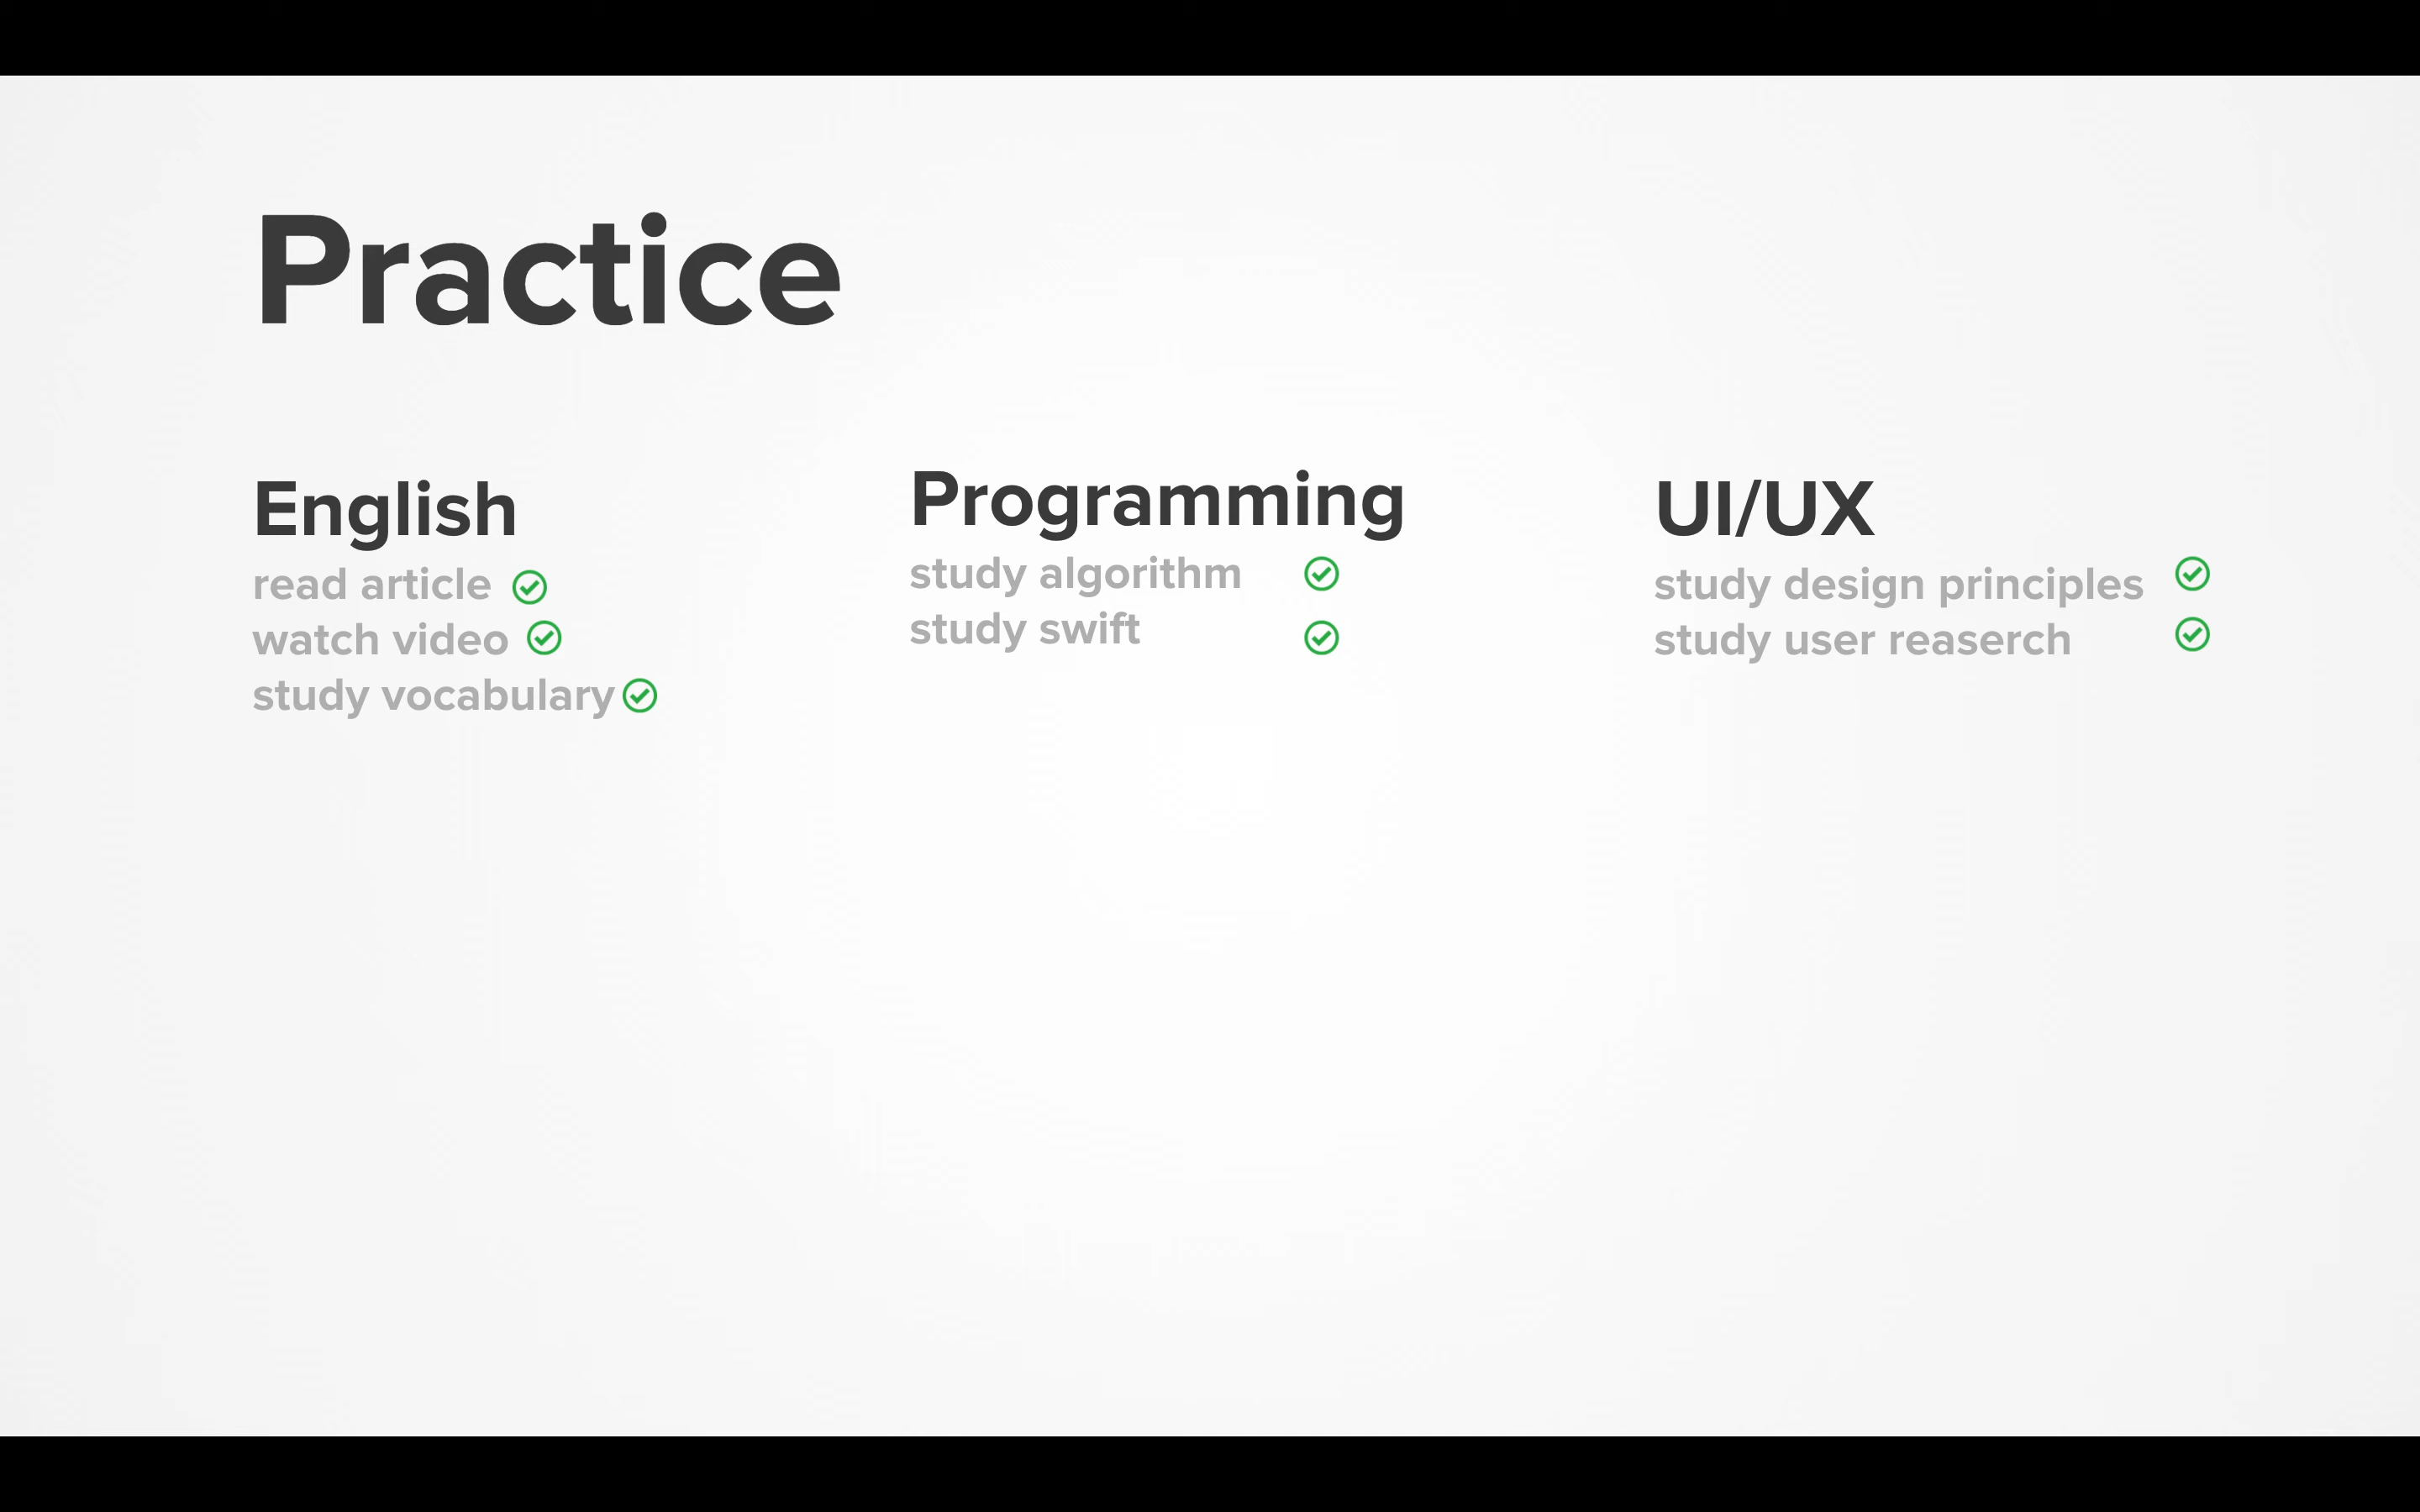 Practice
English
read article
watch video
study vocabulary
Programming
study algorithm
study swift
UI/UX
study design principles
study user reaserch